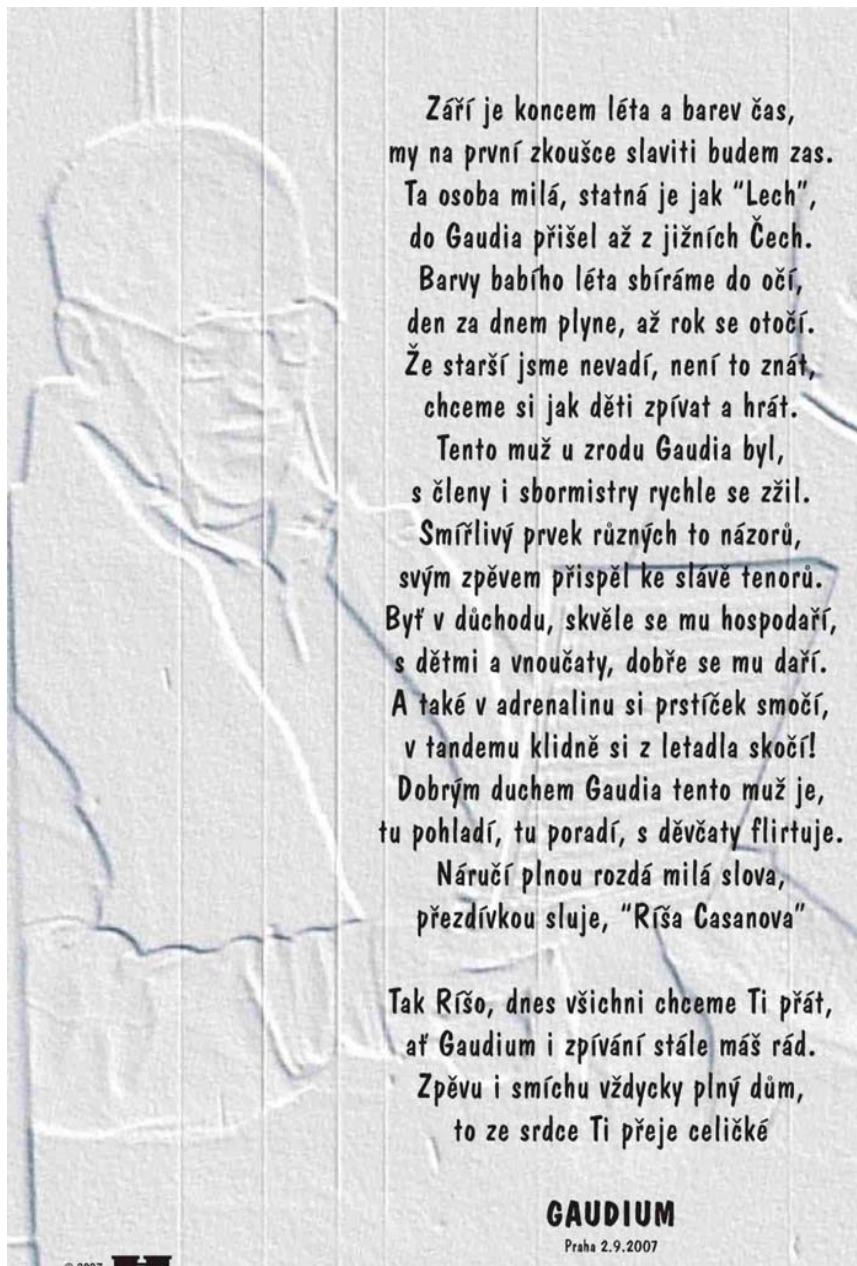 Září je koncem léta a barev čas,
my na první zkoušce slaviti budem zas.
Ta osoba milá, statná je jak “Lech”,
do Gaudia přišel až z jižních Čech.
Barvy babího léta sbíráme do očí,
den za dnem plyne, až rok se otočí.
Že starší jsme nevadí, není to znát,
chceme si jak děti zpívat a hrát.
Tento muž u zrodu Gaudia byl,
s členy i sbormistry rychle se zžil.
Smířlivý prvek různých to názorů,
svým zpěvem přispěl ke slávě tenorů.
Byť v důchodu, skvěle se mu hospodaří,
s dětmi a vnoučaty, dobře se mu daří.
A také v adrenalinu si prstíček smočí,
v tandemu klidně si z letadla skočí!
Dobrým duchem Gaudia tento muž je,
tu pohladí, tu poradí, s děvčaty flirtuje.
Náručí plnou rozdá milá slova,
přezdívkou sluje, “Ríša Casanova”
Tak Ríšo, dnes všichni chceme Ti přát,
ať Gaudium i zpívání stále máš rád.
Zpěvu i smíchu vždycky plný dům,
to ze srdce Ti přeje celičké
GAUDIUM
Praha 2.9.2007